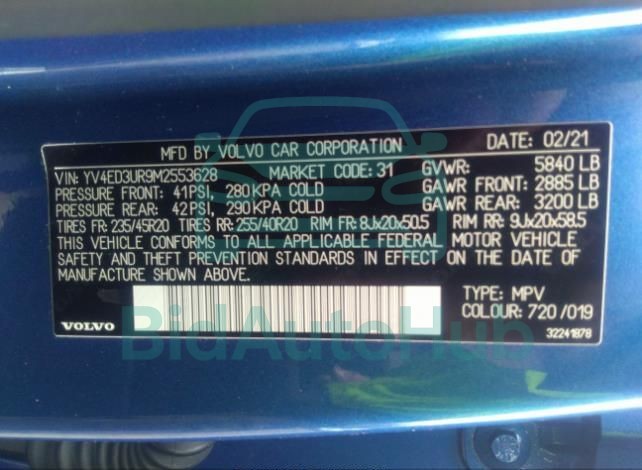 MFD BY VOLVO CAR CORPORATION DATE: 02/21
VIN: YV4ED3UR9M2553628 MARKET CODE: 31 GVWR: 5840 LB
PRESSURE FRONT: 41PSI, 280 KPA COLD GAWR FRONT: 2885 LB
PRESSURE REAR: 42PSI, 290 KPA COLD GAWR REAR: 3200 LB
TIRES FR: 235/45R20 TIRES RR: 255/40R20 RIM FR: 8Jx20x50.5 RIM RR: 9Jx20x58.5
THIS VEHICLE CONFORMS TO ALL APPLICABLE FEDERAL MOTOR VEHICLE
SAFETY AND THEFT PREVENTION STANDARDS IN EFFECT ON THE DATE OF
MANUFACTURE SHOWN ABOVE.
TYPE: MPV
COLOUR: 720 /019
VOLVO 32241878
BidAutoHub